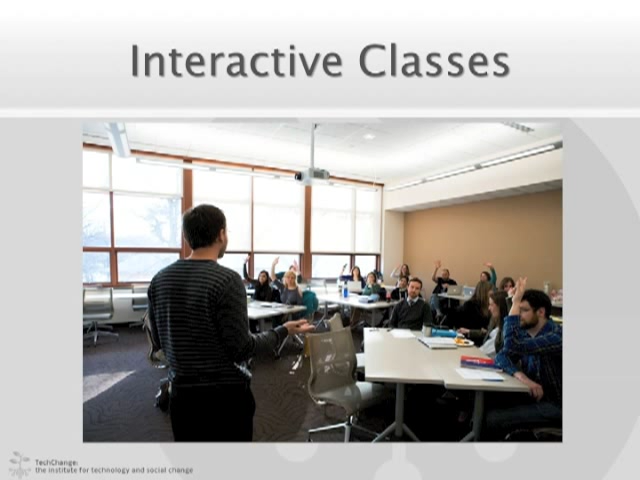 Interactive Classes
TechChange:
the institute for technology and social change